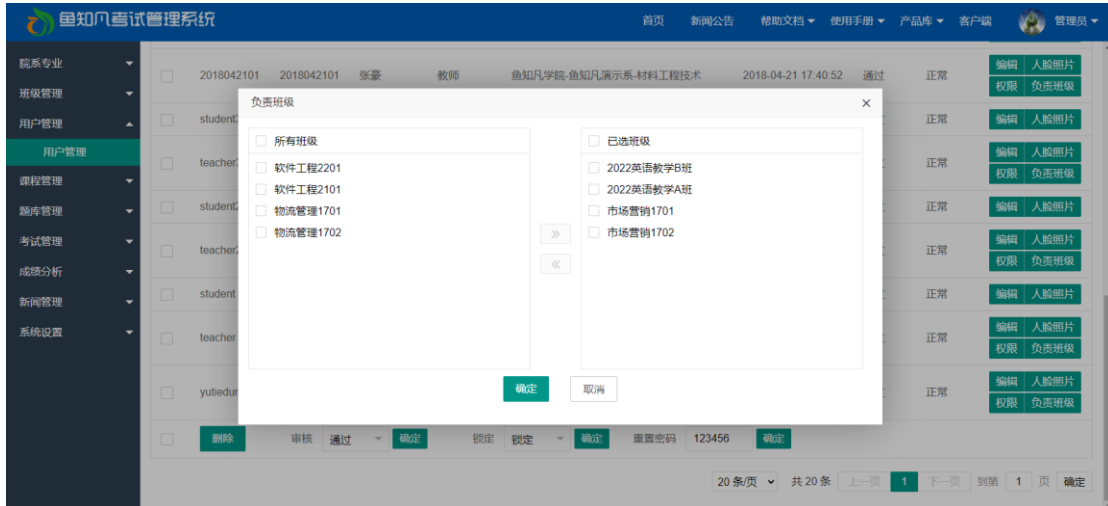 鱼知凡考试管理系统
首页 新闻公告 帮助文档 使用手册 产品库 客户端 管理员
院系专业
班级管理
用户管理
用户管理
课程管理
题库管理
考试管理
成绩分析
新闻管理
系统设置
2018042101 2018042101 张豪 教师 鱼知凡学院-鱼知凡演示系-材料工程技术 2018-04-21 17:40:52 通过 正常 编辑 人脸照片
权限 负责班级
student 正常 编辑 人脸照片
teacher 正常 编辑 人脸照片
权限 负责班级
student2 正常 编辑 人脸照片
teacher2 正常 编辑 人脸照片
权限 负责班级
student 正常 编辑 人脸照片
teacher 正常 编辑 人脸照片
权限 负责班级
yutiedun 正常 编辑 人脸照片
权限 负责班级
负责班级 ×
所有班级
软件工程2201
软件工程2101
物流管理1701
物流管理1702
已选班级
2022英语教学B班
2022英语教学A班
市场营销1701
市场营销1702
确定 取消
删除 审核 通过 确定 锁定 锁定 确定 重置密码 123456 确定
20 条/页 共 20 条 上一页 1 下一页 到第 1 页 确定